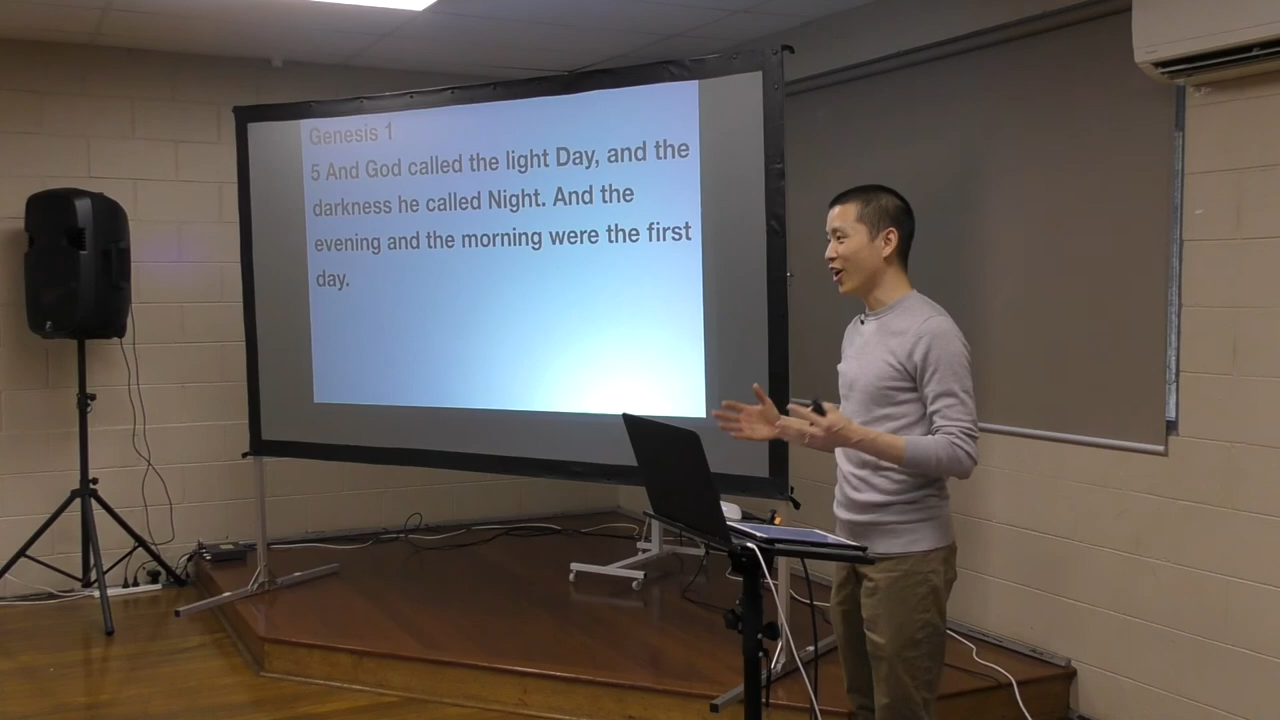 Genesis 1
5 And God called the light Day, and the
darkness he called Night. And the
evening and the morning were the first
day.